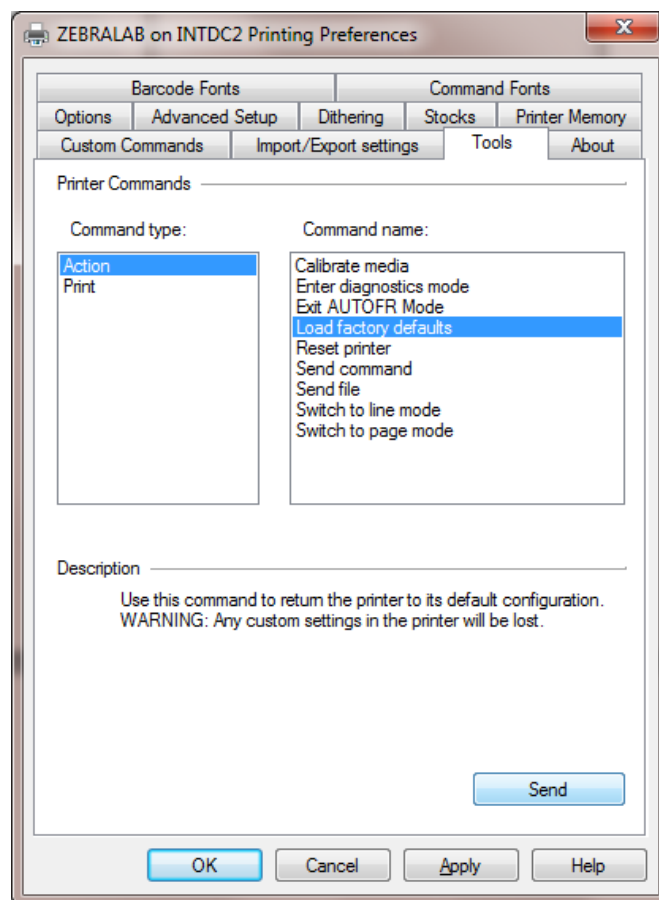 ZEBRALAB on INTDC2 Printing Preferences
Barcode Fonts Command Fonts
Options Advanced Setup Dithering Stocks Printer Memory
Custom Commands Import/Export settings Tools About
Printer Commands
Command type: Command name:
Action
Print
Calibrate media
Enter diagnostics mode
Exit AUTOFR Mode
Load factory defaults
Reset printer
Send command
Send file
Switch to line mode
Switch to page mode
Description
Use this command to return the printer to its default configuration.
WARNING: Any custom settings in the printer will be lost.
Send
OK Cancel Apply Help